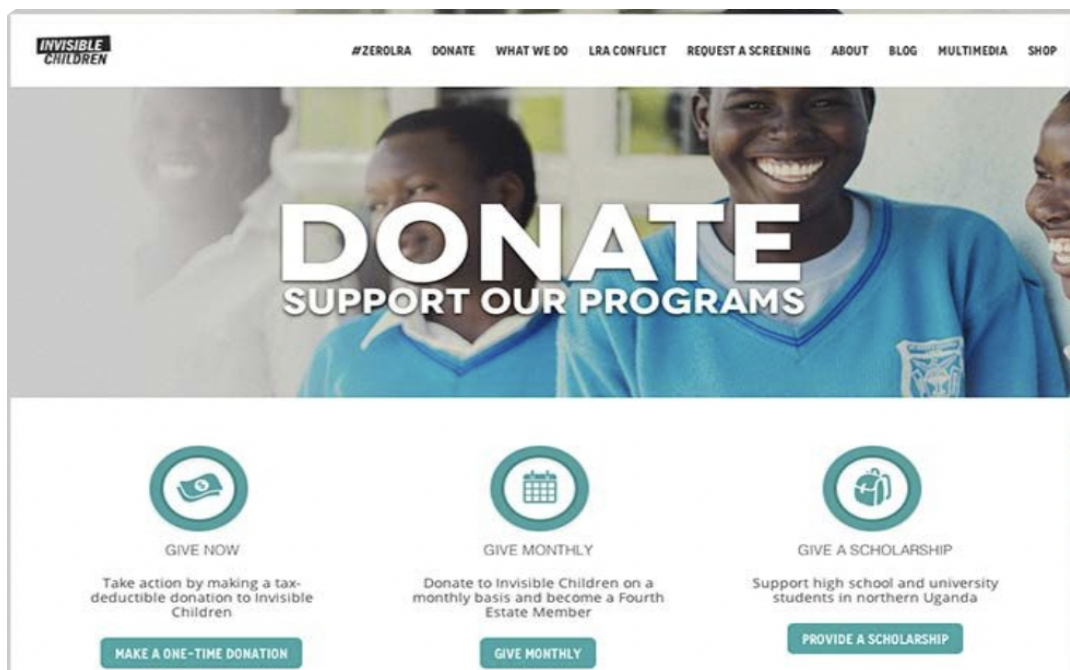 INVISIBLE
CHILDREN
#ZEROLRA DONATE WHAT WE DO LRA CONFLICT REQUEST A SCREENING ABOUT BLOG MULTIMEDIA SHOP
DONATE
SUPPORT OUR PROGRAMS
GIVE NOW
Take action by making a tax-
deductible donation to Invisible
Children
MAKE A ONE-TIME DONATION
GIVE MONTHLY
Donate to Invisible Children on a
monthly basis and become a Fourth
Estate Member
GIVE MONTHLY
GIVE A SCHOLARSHIP
Support high school and university
students in northern Uganda
PROVIDE A SCHOLARSHIP